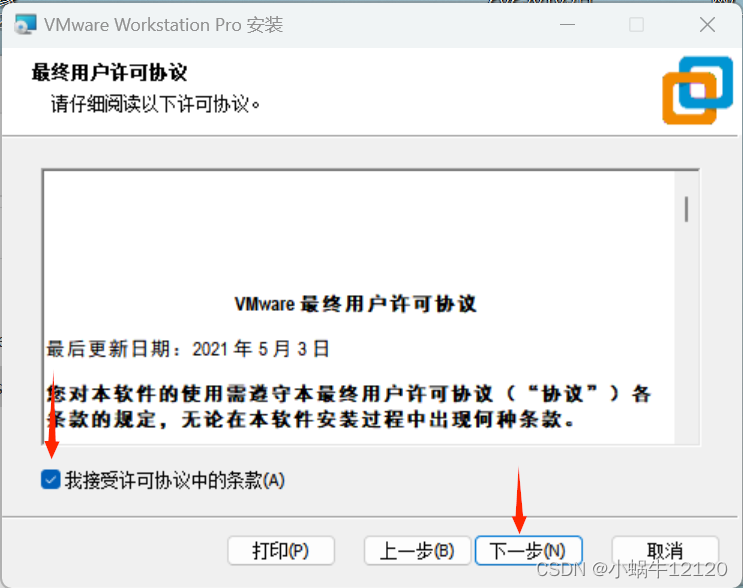 VMware Workstation Pro 安装
最终用户许可协议
请仔细阅读以下许可协议。
VMware 最终用户许可协议
最后更新日期：2021 年 5 月 3 日
您对本软件的使用需遵守本最终用户许可协议（“协议”）各
条款的规定，无论在本软件安装过程中出现何种条款。
我接受许可协议中的条款(A)
打印(P)
上一步(B)
下一步(N)
取消
CSDN @小蜗牛12120